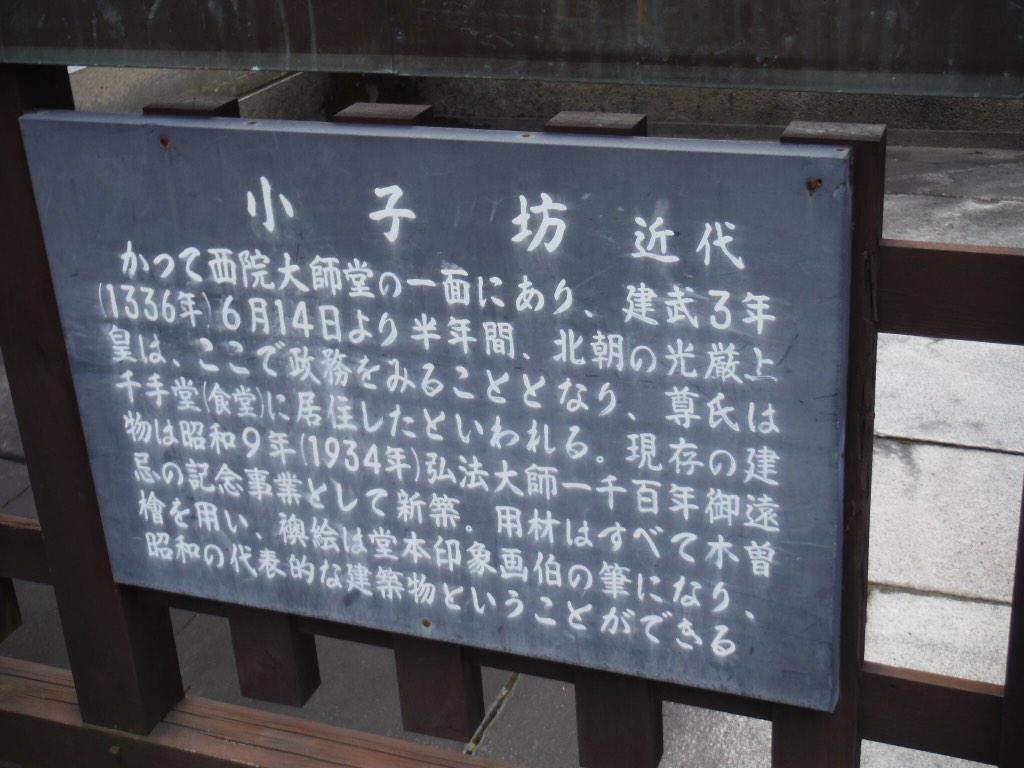 小子坊 近代
かつて西院大師堂の一面にあり、建武3年
(1336年)6月14日より半年間、北朝の光厳上
皇は、ここで政務をみることとなり、尊氏は
千手堂(食堂)に居住したといわれる。現存の建
物は昭和9年(1934年)弘法大師一千百年御遠
忌の記念事業として新築。用材はすべて木曽
檜を用い、襖絵は堂本印象画伯の筆になり、
昭和の代表的な建築物ということができる